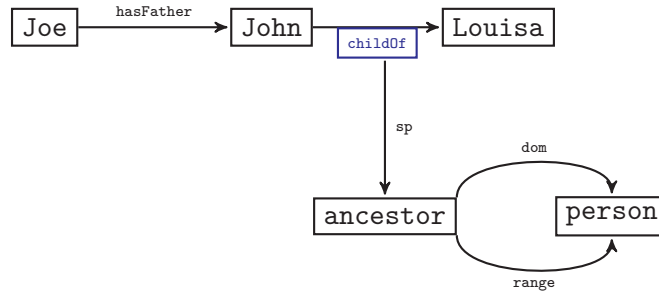 hasFather
Joe
John
Louisa
childOf
sp
dom
ancestor
person
range